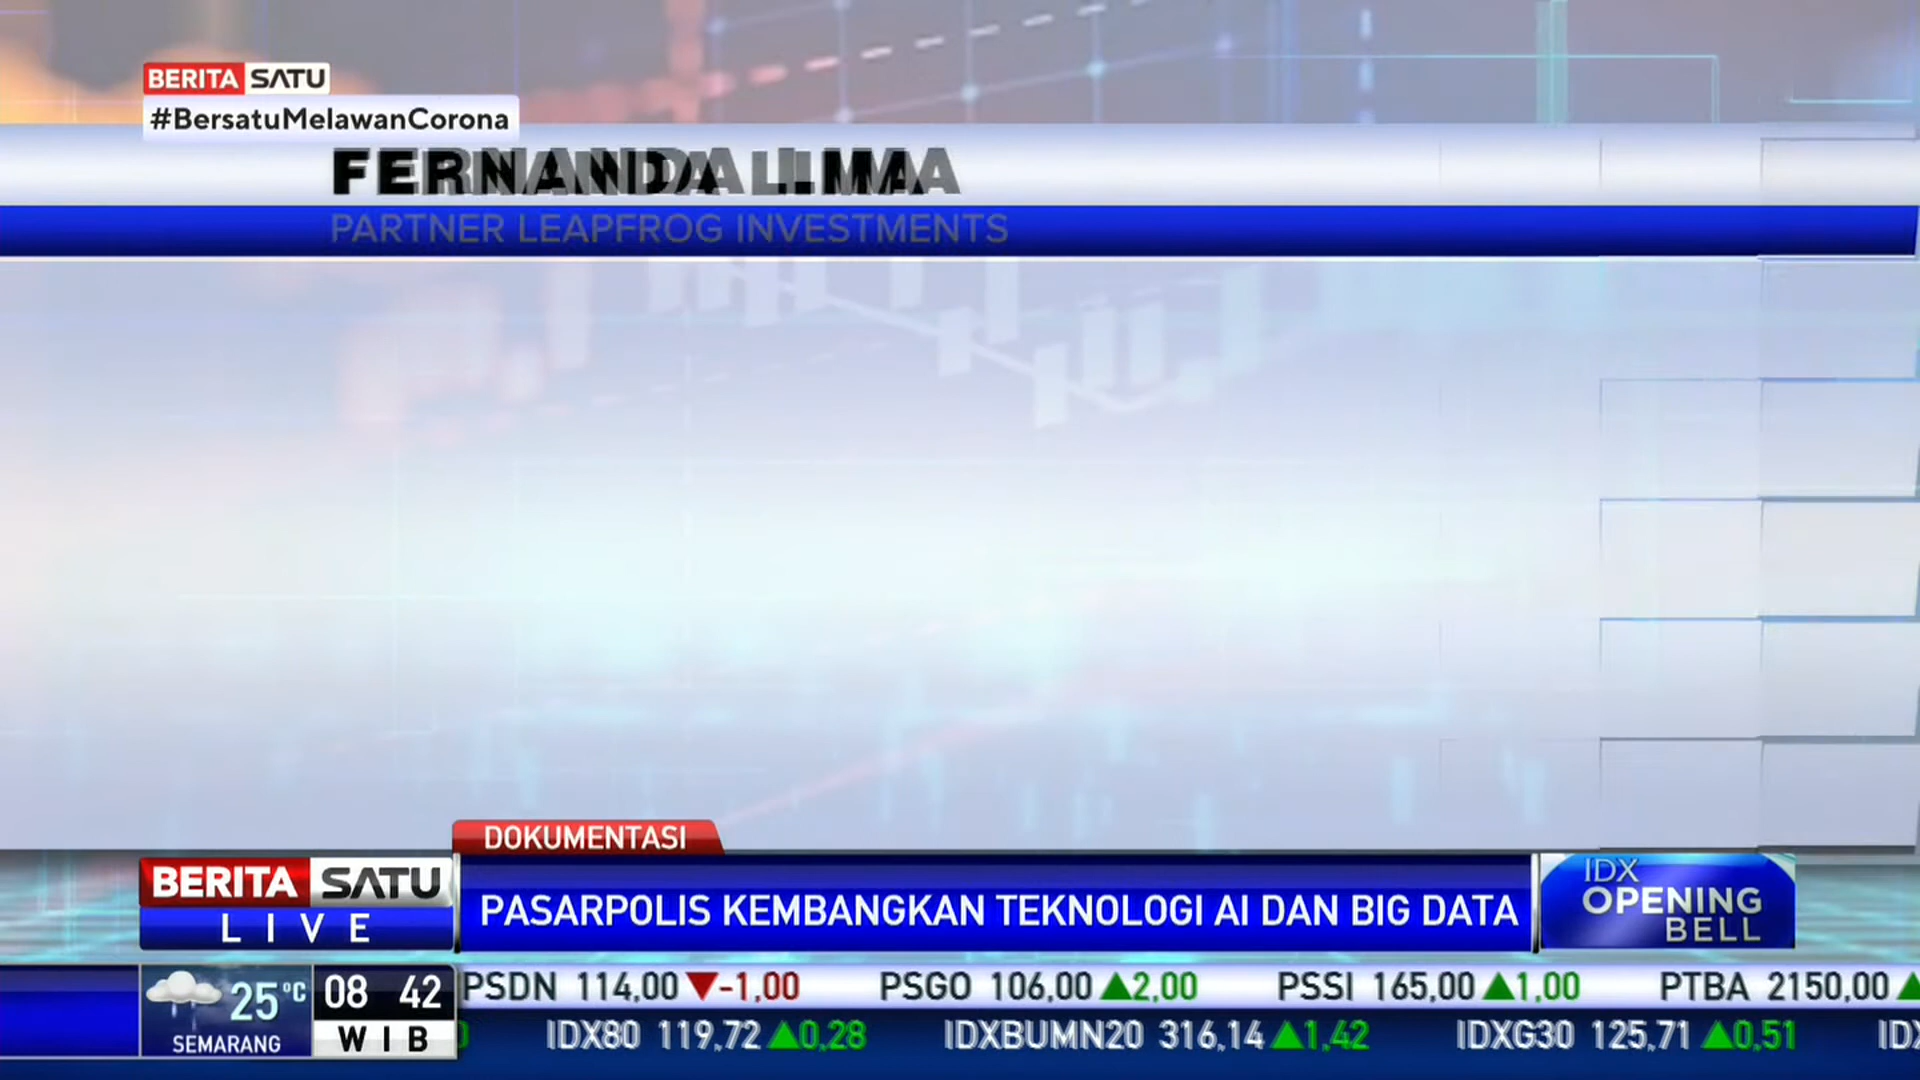 BERITA SATU
#BersatuMelawanCorona
FERNANDA LIMA
PARTNER LEAPFROG INVESTMENTS
DOKUMENTASI
BERITA SATU
LIVE
PASARPOLIS KEMBANGKAN TEKNOLOGI AI DAN BIG DATA
IDX
OPENING
BELL
25°C
SEMARANG
08 42
WIB
PSDN 114,00 ▼-1,00 PSGO 106,00 ▲2,00 PSSI 165,00 ▲1,00 PTBA 2150,00 ▲
IDX80 119,72 ▲0,28 IDXBUMN20 316,14 ▲1,42 IDXG30 125,71 ▲0,51